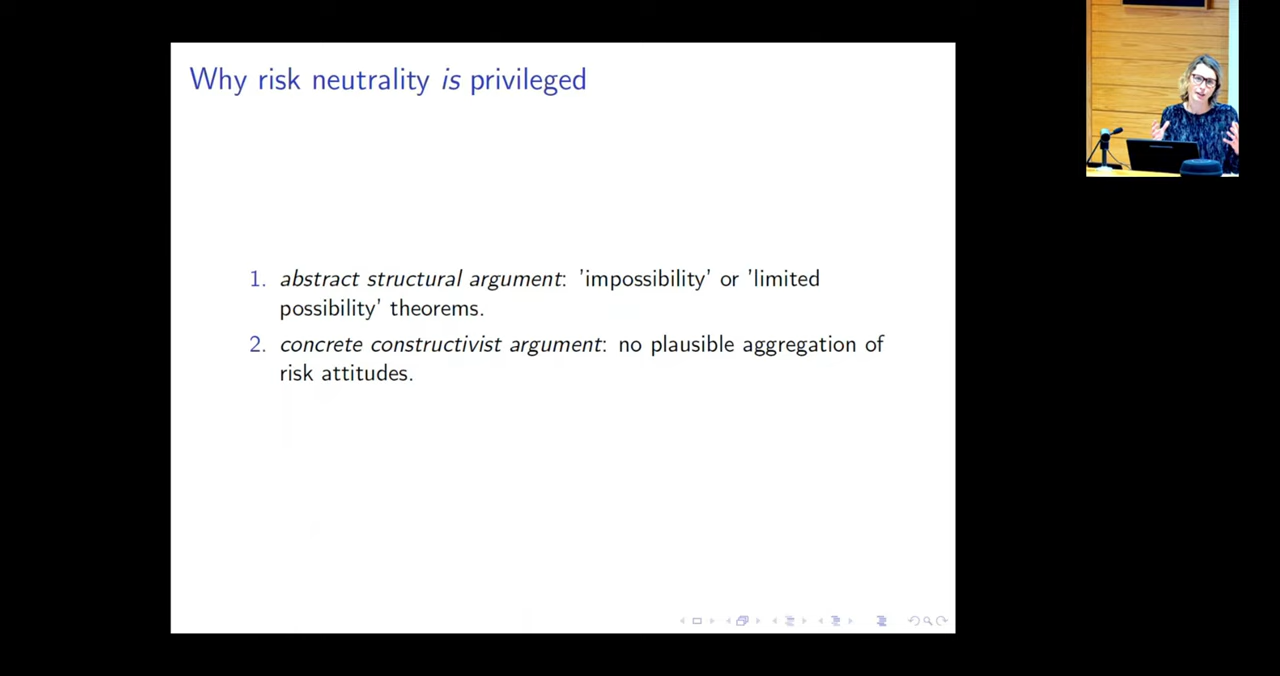 Why risk neutrality is privileged
1. abstract structural argument: 'impossibility' or 'limited
possibility' theorems.
2. concrete constructivist argument: no plausible aggregation of
risk attitudes.